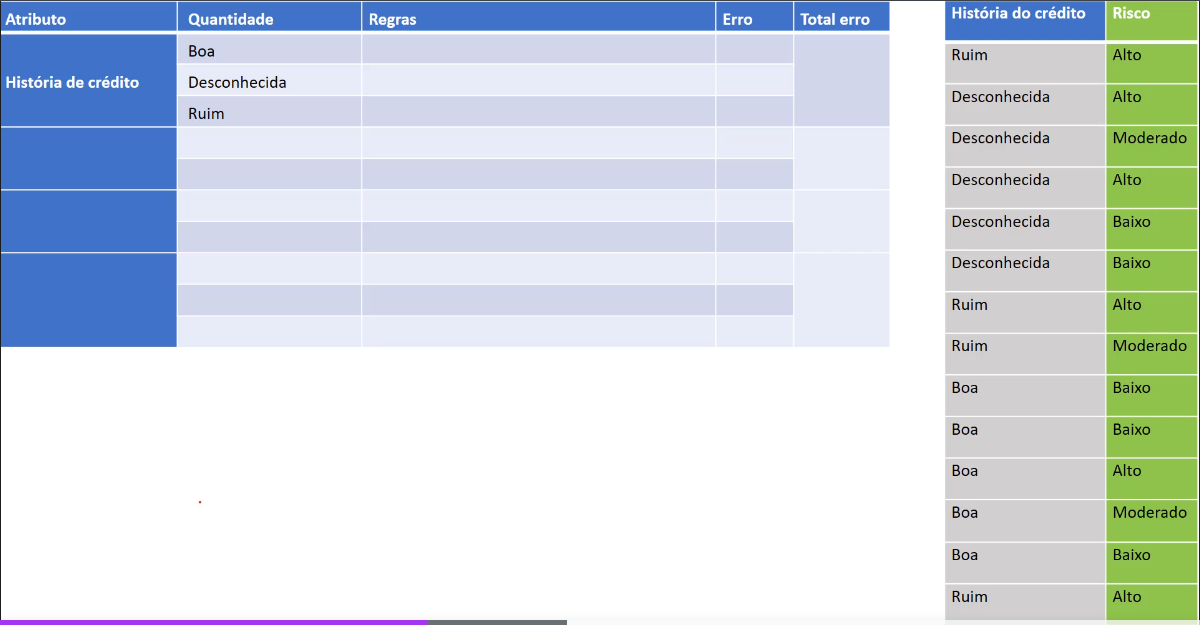 Atributo Quantidade Regras Erro Total erro
História de crédito
Boa
Desconhecida
Ruim
História do crédito Risco
Ruim Alto
Desconhecida Alto
Desconhecida Moderado
Desconhecida Alto
Desconhecida Baixo
Desconhecida Baixo
Ruim Alto
Ruim Moderado
Boa Baixo
Boa Baixo
Boa Alto
Boa Moderado
Boa Baixo
Ruim Alto